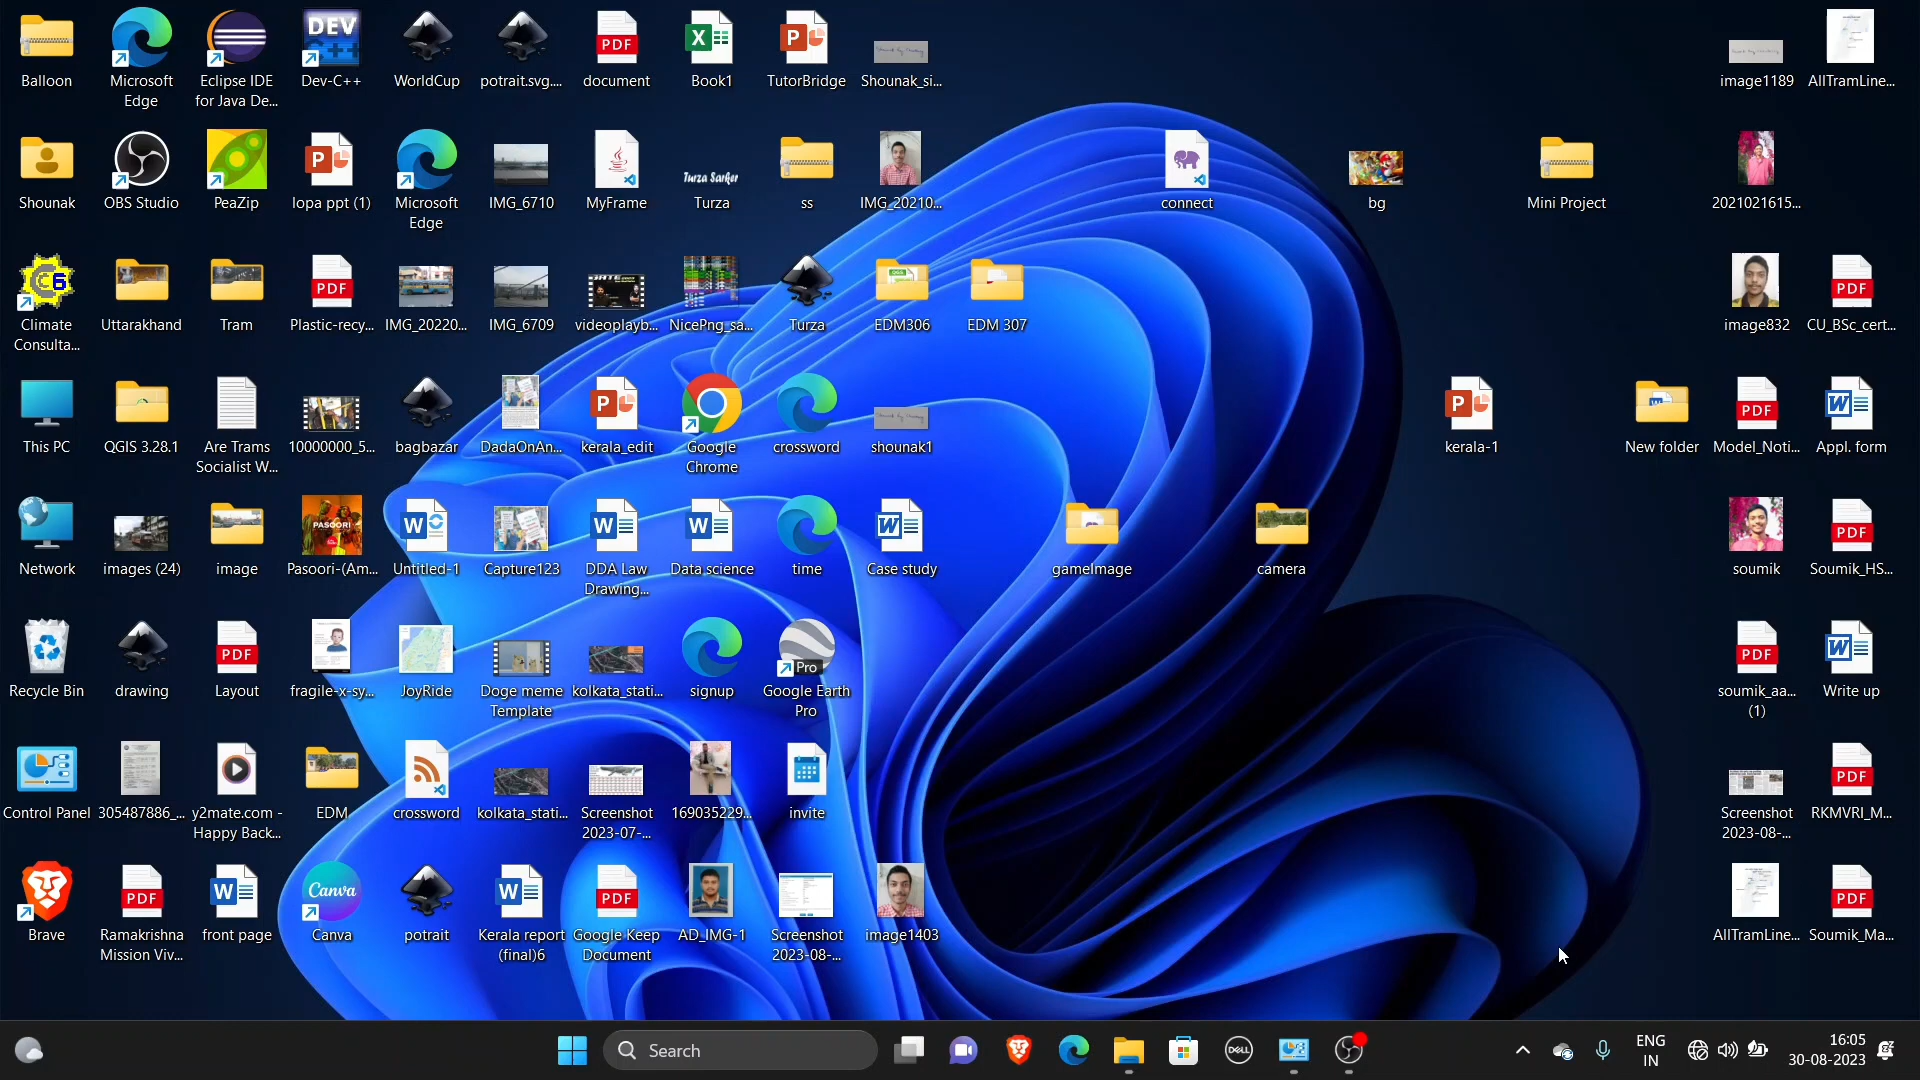 Balloon
Microsoft
Edge
Eclipse IDE
for Java De...
DEV
C++
Dev-C++
WorldCup
potrait.svg....
PDF
document
Book1
TutorBridge
Shounak_si...
image1189
AllTramLine...
Shounak
OBS Studio
PeaZip
lopa ppt (1)
Microsoft
Edge
IMG_6710
MyFrame
Turza Sarker
Turza
ss
IMG_20210...
connect
bg
Mini Project
2021021615...
Climate
Consulta...
Uttarakhand
Tram
PDF
Plastic-recy...
IMG_20220...
IMG_6709
videoplayb...
NicePng_sa...
Turza
EDM306
EDM 307
image832
PDF
CU_BSc_cert...
This PC
QGIS 3.28.1
Are Trams
Socialist W...
10000000_5...
bagbazar
DadaOnAn...
kerala_edit
Google
Chrome
crossword
shounak1
kerala-1
New folder
PDF
Model_Noti...
Appl. form
Network
images (24)
image
PASOORI
Pasoori-(Am...
Untitled-1
Capture123
DDA Law
Drawing...
Data science
time
Case study
gameImage
camera
soumik
PDF
Soumik_HS...
Recycle Bin
drawing
PDF
Layout
fragile-x-sy...
JoyRide
Doge meme
Template
kolkata_stati...
signup
Pro
Google Earth
Pro
PDF
soumik_aa...
(1)
Write up
Control Panel
305487886_...
y2mate.com -
Happy Back...
EDM
crossword
kolkata_stati...
Screenshot
2023-07-...
169035229...
invite
Screenshot
2023-08-...
PDF
RKMVRI_M...
Brave
PDF
Ramakrishna
Mission Viv...
front page
Canva
Canva
potrait
Kerala report
(final)6
PDF
Google Keep
Document
AD_IMG-1
Screenshot
2023-08-...
image1403
AllTramLine...
PDF
Soumik_Ma...
Search
DELL
ENG
IN
16:05
30-08-2023